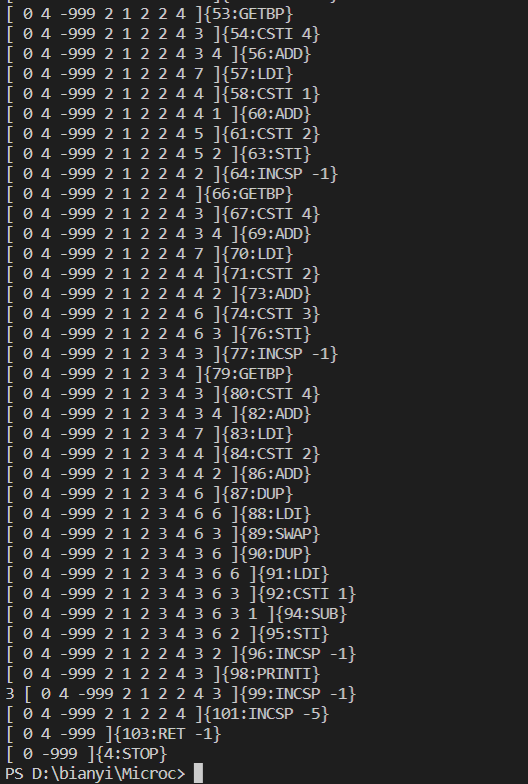 [ 0 4 -999 2 1 2 2 4 ]{53:GETBP}
[ 0 4 -999 2 1 2 2 4 3 ]{54:CSTI 4}
[ 0 4 -999 2 1 2 2 4 3 4 ]{56:ADD}
[ 0 4 -999 2 1 2 2 4 7 ]{57:LDI}
[ 0 4 -999 2 1 2 2 4 4 ]{58:CSTI 1}
[ 0 4 -999 2 1 2 2 4 4 1 ]{60:ADD}
[ 0 4 -999 2 1 2 2 4 5 ]{61:CSTI 2}
[ 0 4 -999 2 1 2 2 4 5 2 ]{63:STI}
[ 0 4 -999 2 1 2 2 4 2 ]{64:INCSP -1}
[ 0 4 -999 2 1 2 2 4 ]{66:GETBP}
[ 0 4 -999 2 1 2 2 4 3 ]{67:CSTI 4}
[ 0 4 -999 2 1 2 2 4 3 4 ]{69:ADD}
[ 0 4 -999 2 1 2 2 4 7 ]{70:LDI}
[ 0 4 -999 2 1 2 2 4 4 ]{71:CSTI 2}
[ 0 4 -999 2 1 2 2 4 4 2 ]{73:ADD}
[ 0 4 -999 2 1 2 2 4 6 ]{74:CSTI 3}
[ 0 4 -999 2 1 2 2 4 6 3 ]{76:STI}
[ 0 4 -999 2 1 2 3 4 3 ]{77:INCSP -1}
[ 0 4 -999 2 1 2 3 4 ]{79:GETBP}
[ 0 4 -999 2 1 2 3 4 3 ]{80:CSTI 4}
[ 0 4 -999 2 1 2 3 4 3 4 ]{82:ADD}
[ 0 4 -999 2 1 2 3 4 7 ]{83:LDI}
[ 0 4 -999 2 1 2 3 4 4 ]{84:CSTI 2}
[ 0 4 -999 2 1 2 3 4 4 2 ]{86:ADD}
[ 0 4 -999 2 1 2 3 4 6 ]{87:DUP}
[ 0 4 -999 2 1 2 3 4 6 6 ]{88:LDI}
[ 0 4 -999 2 1 2 3 4 6 3 ]{89:SWAP}
[ 0 4 -999 2 1 2 3 4 3 6 ]{90:DUP}
[ 0 4 -999 2 1 2 3 4 3 6 6 ]{91:LDI}
[ 0 4 -999 2 1 2 3 4 3 6 3 ]{92:CSTI 1}
[ 0 4 -999 2 1 2 3 4 3 6 3 1 ]{94:SUB}
[ 0 4 -999 2 1 2 3 4 3 6 2 ]{95:STI}
[ 0 4 -999 2 1 2 2 4 3 2 ]{96:INCSP -1}
[ 0 4 -999 2 1 2 2 4 3 ]{98:PRINTI}
3 [ 0 4 -999 2 1 2 2 4 3 ]{99:INCSP -1}
[ 0 4 -999 2 1 2 2 4 ]{101:INCSP -5}
[ 0 4 -999 ]{103:RET -1}
[ 0 -999 ]{4:STOP}
PS D:\bianyi\Microc>